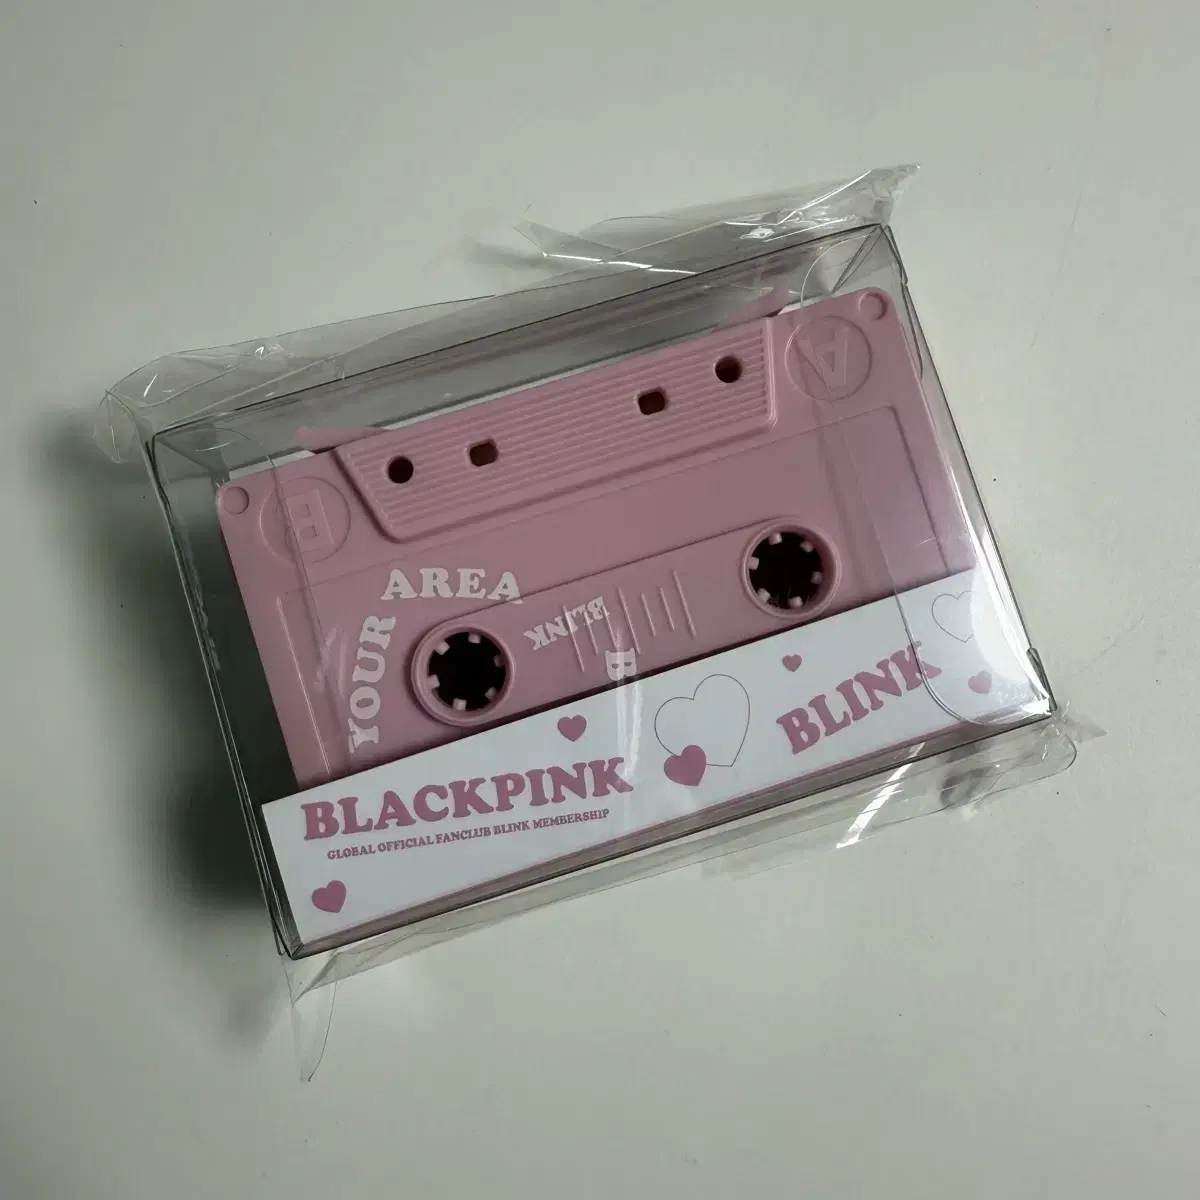 A
B
AREA
YOUR
BLINK
B
BLINK
BLACKPINK
GLOBAL OFFICIAL FANCLUB BLINK MEMBERSHIP